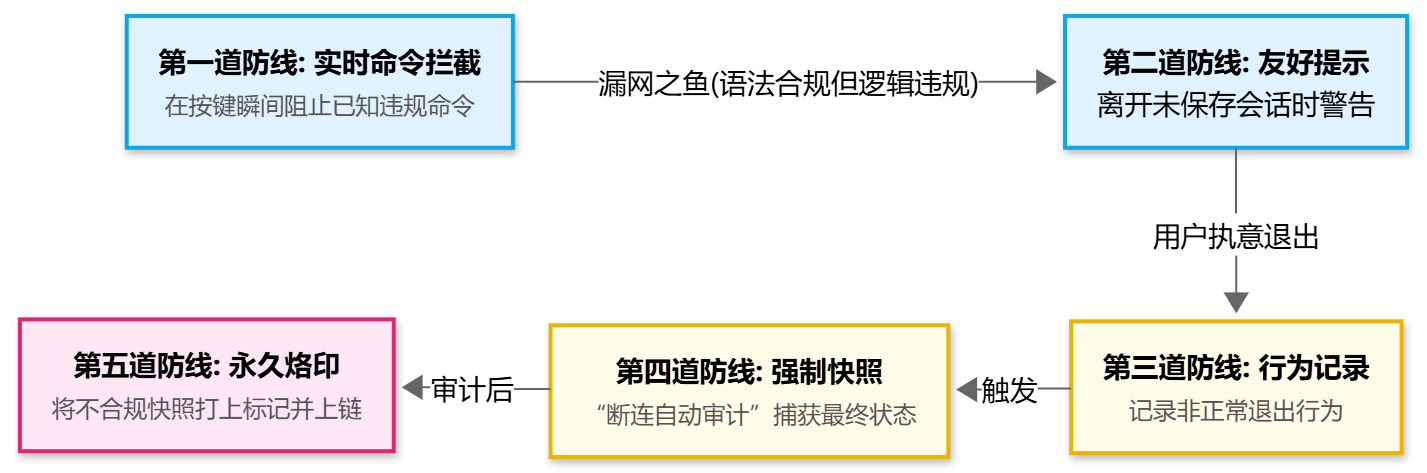 第一道防线: 实时命令拦截
在按键瞬间阻止已知违规命令
漏网之鱼(语法合规但逻辑违规)
第二道防线: 友好提示
离开未保存会话时警告
用户执意退出
第三道防线: 行为记录
记录非正常退出行为
触发
第四道防线: 强制快照
“断连自动审计”捕获最终状态
审计后
第五道防线: 永久烙印
将不合规快照打上标记并上链